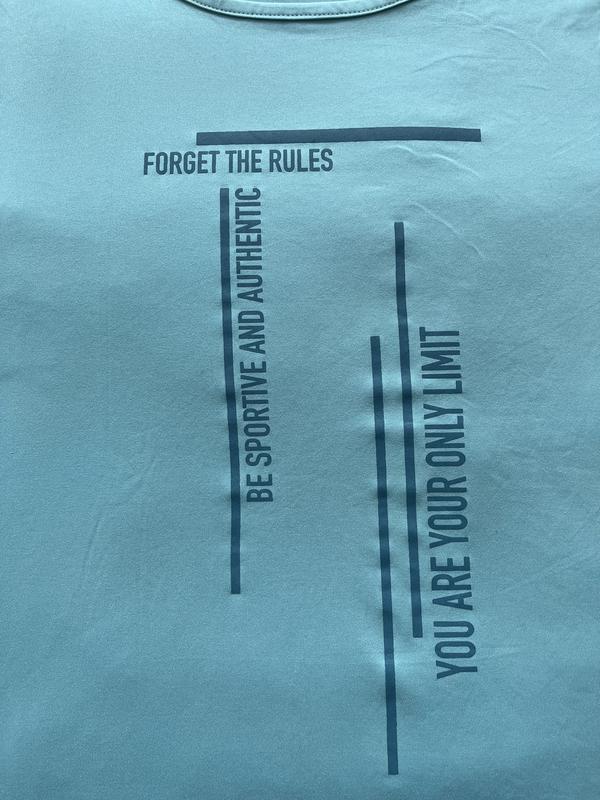 FORGET THE RULES
BE SPORTIVE AND AUTHENTIC
YOU ARE YOUR ONLY LIMIT